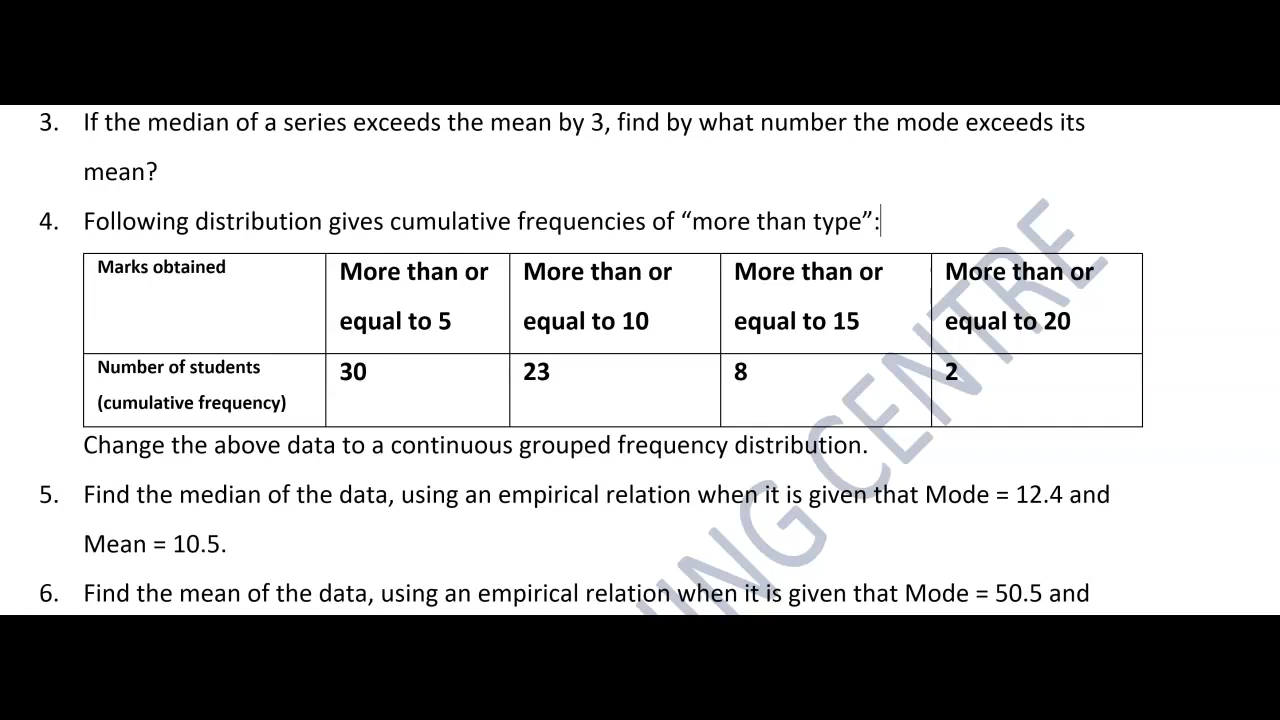 3. If the median of a series exceeds the mean by 3, find by what number the mode exceeds its
mean?
4. Following distribution gives cumulative frequencies of “more than type”:
Marks obtained More than or equal to 5 More than or equal to 10 More than or equal to 15 More than or equal to 20
Number of students (cumulative frequency) 30 23 8 2
Change the above data to a continuous grouped frequency distribution.
5. Find the median of the data, using an empirical relation when it is given that Mode = 12.4 and
Mean = 10.5.
6. Find the mean of the data, using an empirical relation when it is given that Mode = 50.5 and
CENTRE